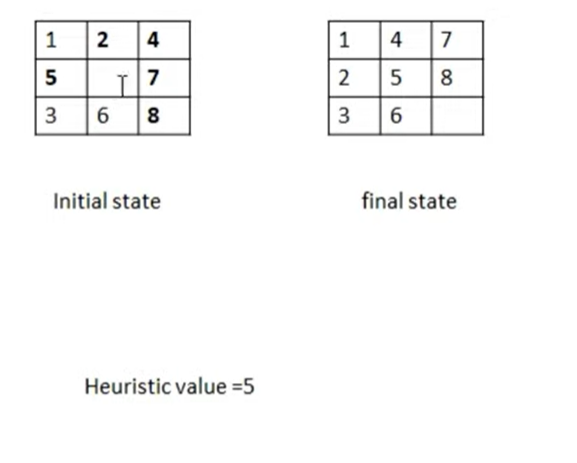 1 2 4
5 7
3 6 8
1 4 7
2 5 8
3 6
Initial state
final state
Heuristic value =5